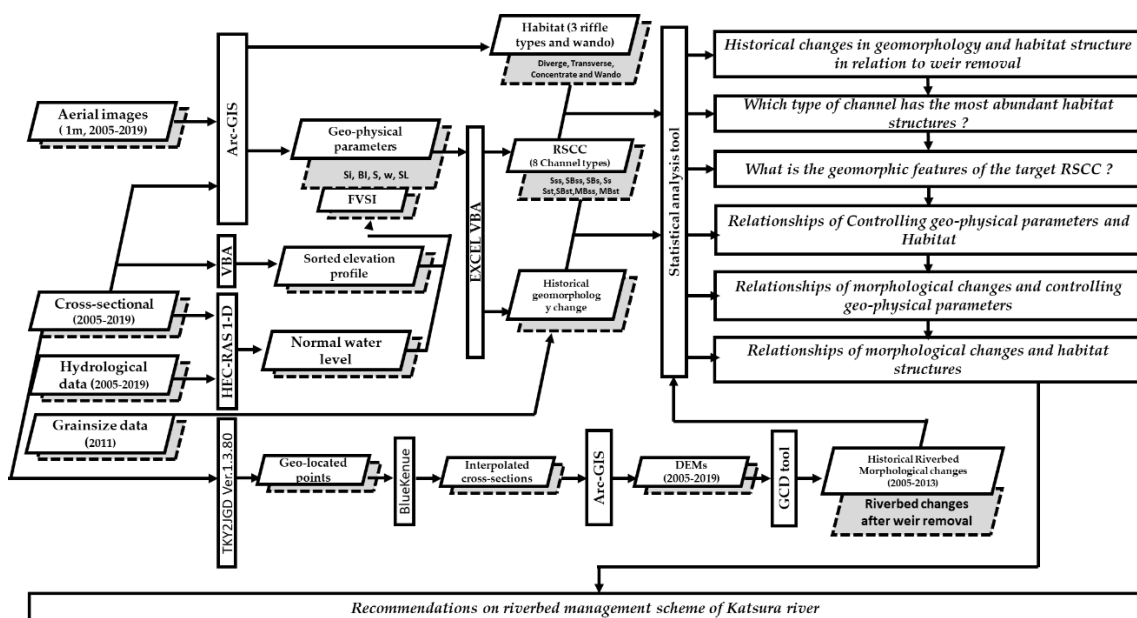 Habitat (3 riffle
types and wando)
Diverge, Transverse,
Concentrate and Wando
Historical changes in geomorphology and habitat structure
in relation to weir removal
Aerial images
( 1m, 2005-2019)
Arc-GIS
Geo-physical
parameters
SI, BI, S, w, SL
FVSI
EXCEL VBA
RSCC
(8 Channel types)
Sss, SBss, SBs, Ss
Sst,SBst,MBss, MBst
Statistical analysis tool
Which type of channel has the most abundant habitat
structures ?
What is the geomorphic features of the target RSCC ?
Relationships of Controlling geo-physical parameters and
Habitat
VBA
Sorted elevation
profile
Historical
geomorpholog
y change
Relationships of morphological changes and controlling
geo-physical parameters
Cross-sectional
(2005-2019)
HEC-RAS 1-D
Normal water
level
Relationships of morphological changes and habitat
structures
Hydrological
data (2005-2019)
Grainsize data
(2011)
TKY2JGD Ver.1.3.80
Geo-located
points
BlueKenue
Interpolated
cross-sections
Arc-GIS
DEMs
(2005-2019)
GCD tool
Historical Riverbed
Morphological changes
(2005-2013)
Riverbed changes
after weir removal
Recommendations on riverbed management scheme of Katsura river